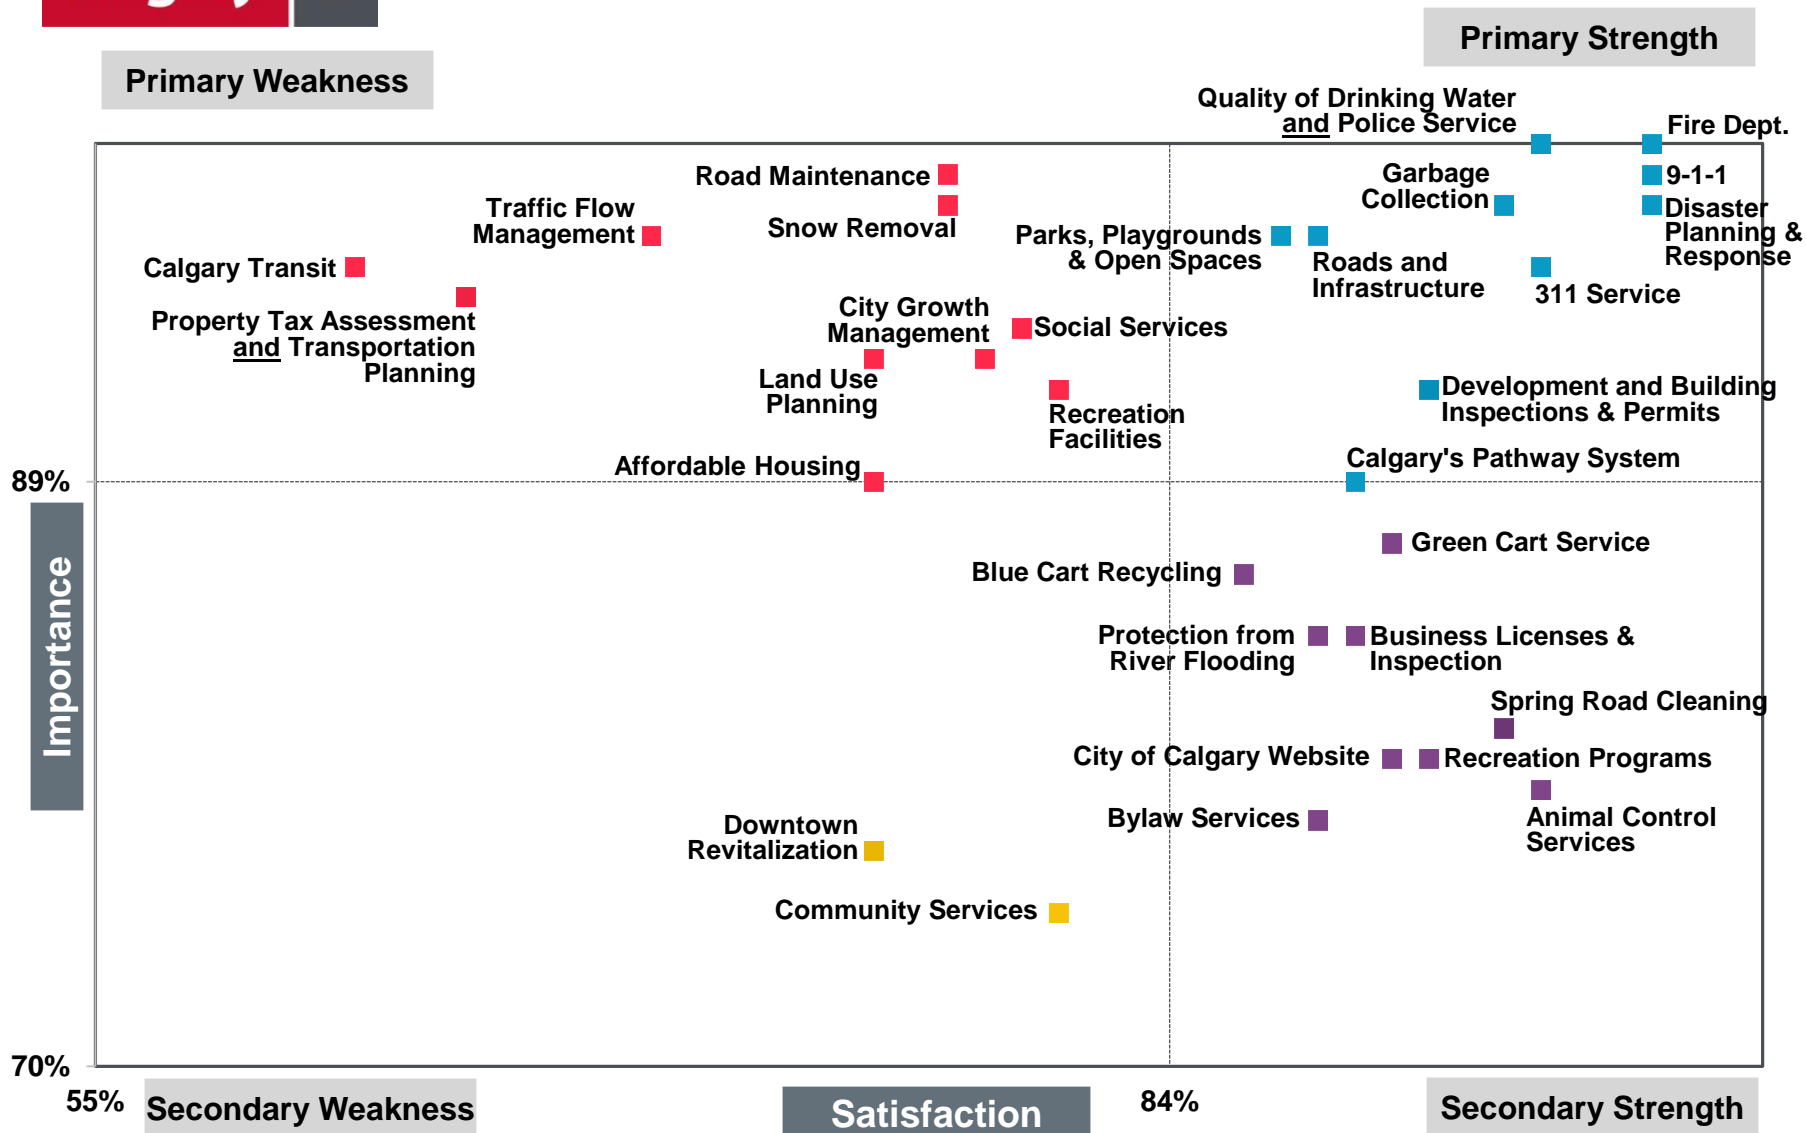 Primary Strength
Primary Weakness
Quality of Drinking Water
and Police Service
Fire Dept.
Road Maintenance
Garbage
Collection
9-1-1
Traffic Flow
Management
Snow Removal
Disaster
Planning &
Response
Parks, Playgrounds
& Open Spaces
Roads and
Infrastructure
Calgary Transit
311 Service
Property Tax Assessment
and Transportation
Planning
City Growth
Management
Social Services
Land Use
Planning
Recreation
Facilities
Development and Building
Inspections & Permits
Affordable Housing
Calgary's Pathway System
89%
Green Cart Service
Blue Cart Recycling
Importance
Protection from
River Flooding
Business Licenses &
Inspection
Spring Road Cleaning
City of Calgary Website
Recreation Programs
Bylaw Services
Animal Control
Services
Downtown
Revitalization
Community Services
70%
55%
Secondary Weakness
Satisfaction
84%
Secondary Strength